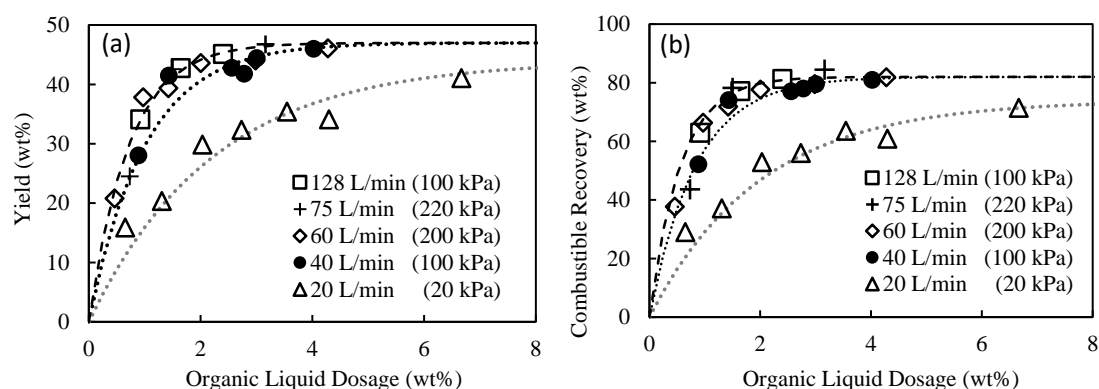 (a)
50
40
30
20
10
0
Yield (wt%)
128 L/min (100 kPa)
75 L/min (220 kPa)
60 L/min (200 kPa)
40 L/min (100 kPa)
20 L/min (20 kPa)
0 2 4 6 8
Organic Liquid Dosage (wt%)
(b)
100
80
60
40
20
0
Combustible Recovery (wt%)
128 L/min (100 kPa)
75 L/min (220 kPa)
60 L/min (200 kPa)
40 L/min (100 kPa)
20 L/min (20 kPa)
0 2 4 6 8
Organic Liquid Dosage (wt%)